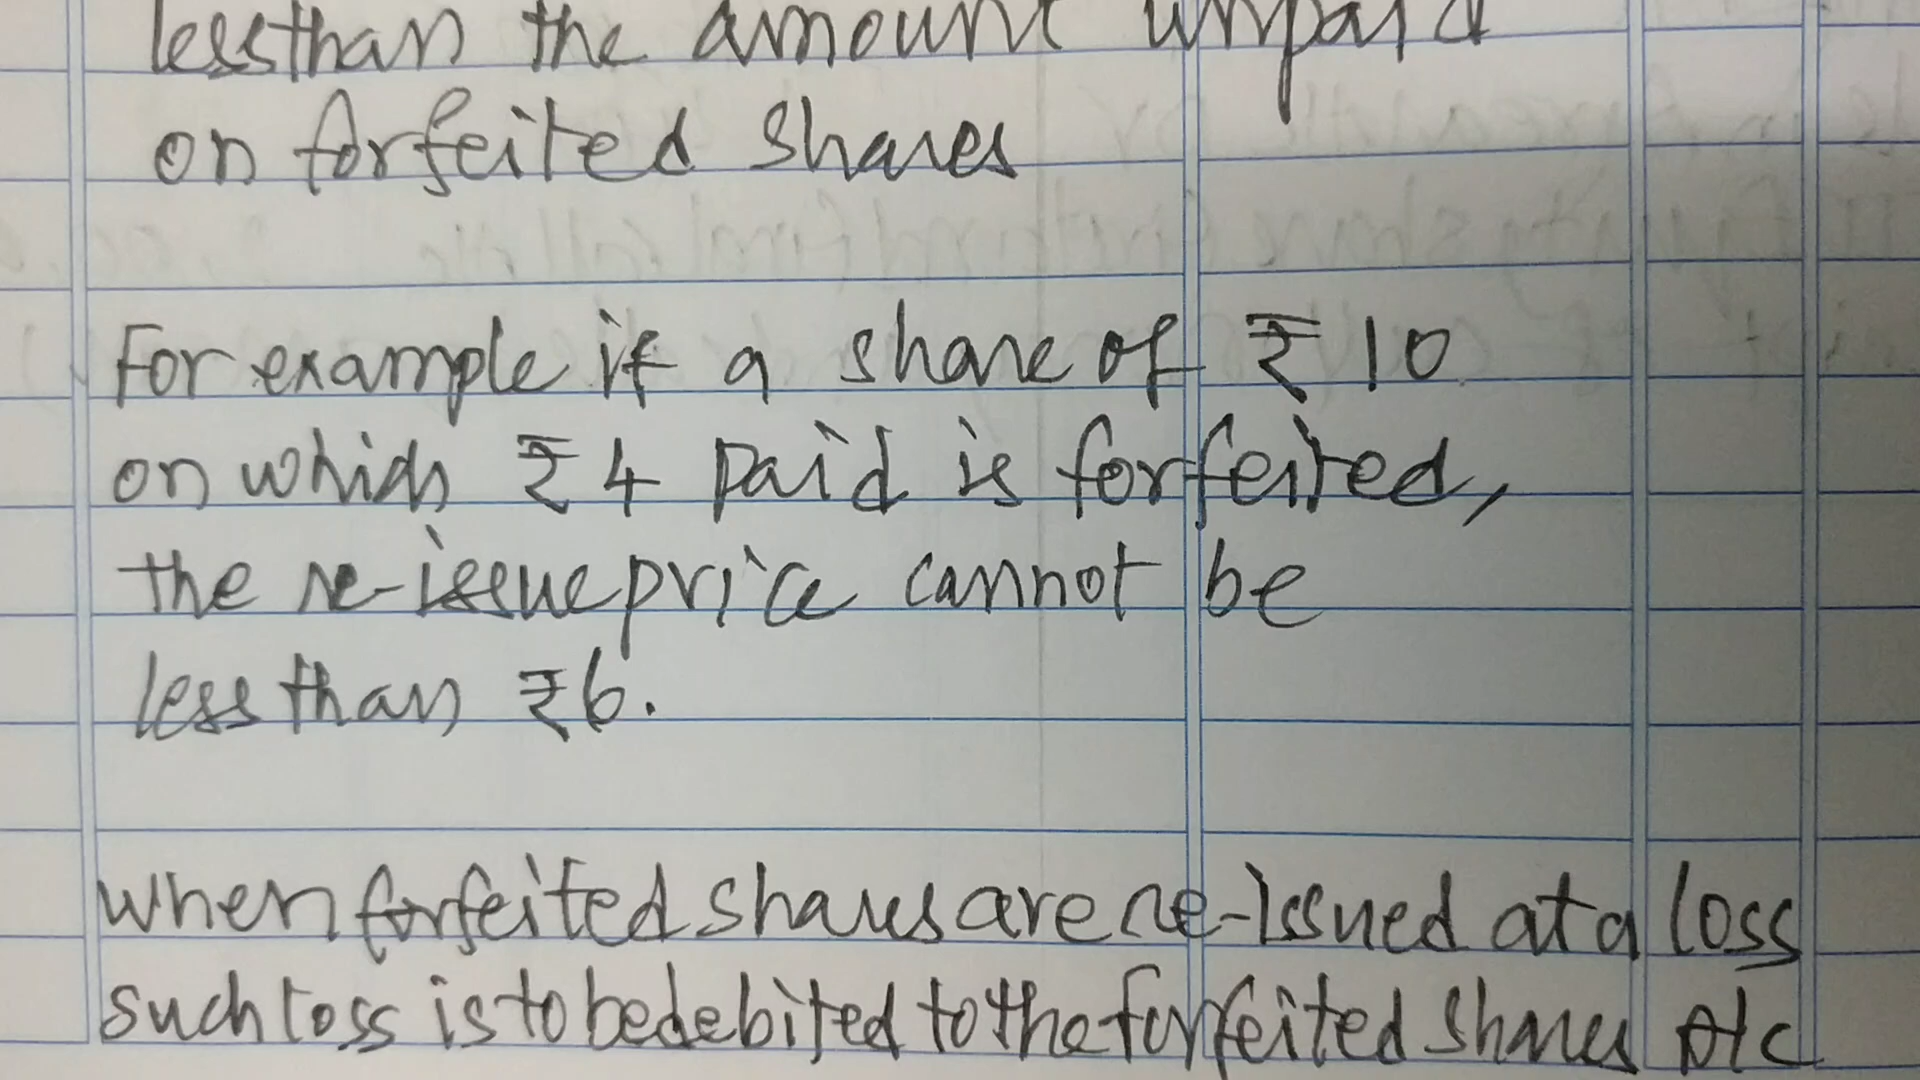 lessthan the amount unpaid
on forfeited shares
For example if a share of ₹10
on which ₹4 paid is forfeited,
the re-issue price cannot be
less than ₹6.
when forfeited shares are re-issued at a loss
such loss is to be debited to the forfeited shares A/c